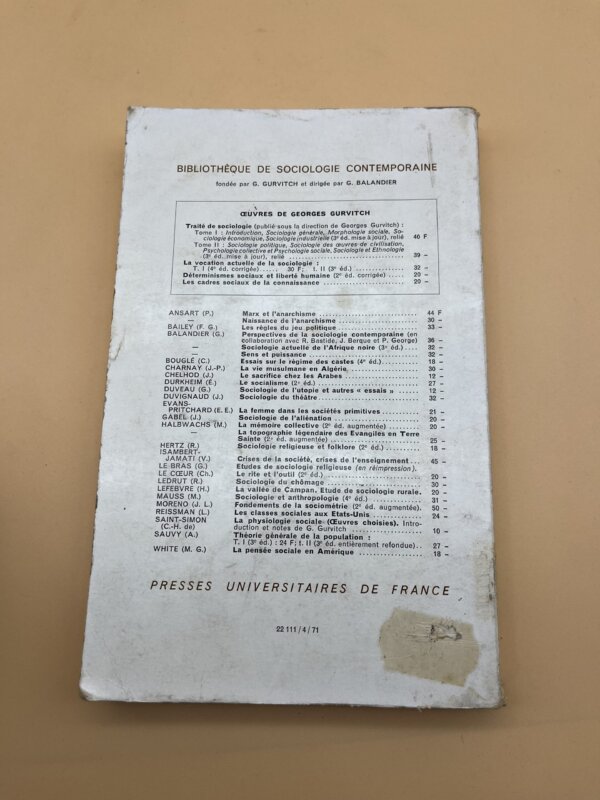 BIBLIOTHÈQUE DE SOCIOLOGIE CONTEMPORAINE
fondée par G. GURVITCH et dirigée par G. BALANDIER
ŒUVRES DE GEORGES GURVITCH
Traité de sociologie (publié sous la direction de Georges Gurvitch) :
Tome I : Introduction, Sociologie générale, Morphologie sociale, So-
ciologie économique, Sociologie industrielle (3e éd. mise à jour), relié 40 F
Tome II : Sociologie politique, Sociologie des œuvres de civilisation,
Psychologie collective et Psychologie sociale, Sociologie et Ethnologie
(3e éd. mise à jour), relié .......... 39 –
La vocation actuelle de la sociologie :
T. I (4e éd. corrigée) ..... 30 F; t. II (3e éd.) .......... 32 –
Déterminismes sociaux et liberté humaine (2e éd. corrigée) ..... 20 –
Les cadres sociaux de la connaissance .......... 20 –
ANSART (P.) Marx et l'anarchisme .......... 44 F
— Naissance de l'anarchisme .......... 30 –
BAILEY (F. G.) Les règles du jeu politique .......... 33 –
BALANDIER (G.) Perspectives de la sociologie contemporaine (en
collaboration avec R. Bastide, J. Berque et P. George) 36 –
— Sociologie actuelle de l'Afrique noire (3e éd.) .... 32 –
— Sens et puissance .......... 32 –
BOUGLÉ (C.) Essais sur le régime des castes (4e éd.) .......... 18 –
CHARNAY (J.-P.) La vie musulmane en Algérie .......... 30 –
CHELHOD (J.) Le sacrifice chez les Arabes .......... 12 –
DURKHEIM (É.) Le socialisme (2e éd.) .......... 27 –
DUVEAU (G.) Sociologie de l'utopie et autres « essais » .......... 12 –
DUVIGNAUD (J.) Sociologie du théâtre .......... 32 –
EVANS-
PRITCHARD (E. E.) La femme dans les sociétés primitives .......... 21 –
GABEL (J.) Sociologie de l'aliénation .......... 20 –
HALBWACHS (M.) La mémoire collective (2e éd. augmentée) .......... 20 –
— La topographie légendaire des Evangiles en Terre
Sainte (2e éd. augmentée) .......... 25 –
HERTZ (R.) Sociologie religieuse et folklore (2e éd.) .......... 18 –
ISAMBERT-
JAMATI (V.) Crises de la société, crises de l'enseignement ... 45 –
LE BRAS (G.) Etudes de sociologie religieuse (en réimpression).
LE CŒUR (Ch.) Le rite et l'outil (2e éd.) .......... 20 –
LEDRUT (R.) Sociologie du chômage .......... 30 –
LEFEBVRE (H.) La vallée de Campan, Etude de sociologie rurale. 20 –
MAUSS (M.) Sociologie et anthropologie (4e éd.) .......... 31 –
MORENO (J. L.) Fondements de la sociométrie (2e éd. augmentée). 50 –
REISSMAN (L.) Les classes sociales aux Etats-Unis .......... 24 –
SAINT-SIMON La physiologie sociale (Œuvres choisies). Intro-
(C.-H. de) duction et notes de G. Gurvitch .......... 10 –
SAUVY (A.) Théorie générale de la population :
T. I (3e éd.) : 24 F; t. II (3e éd. entièrement refondue) .. 27 –
WHITE (M. G.) La pensée sociale en Amérique .......... 18 –
PRESSES UNIVERSITAIRES DE FRANCE
22 111/4/71